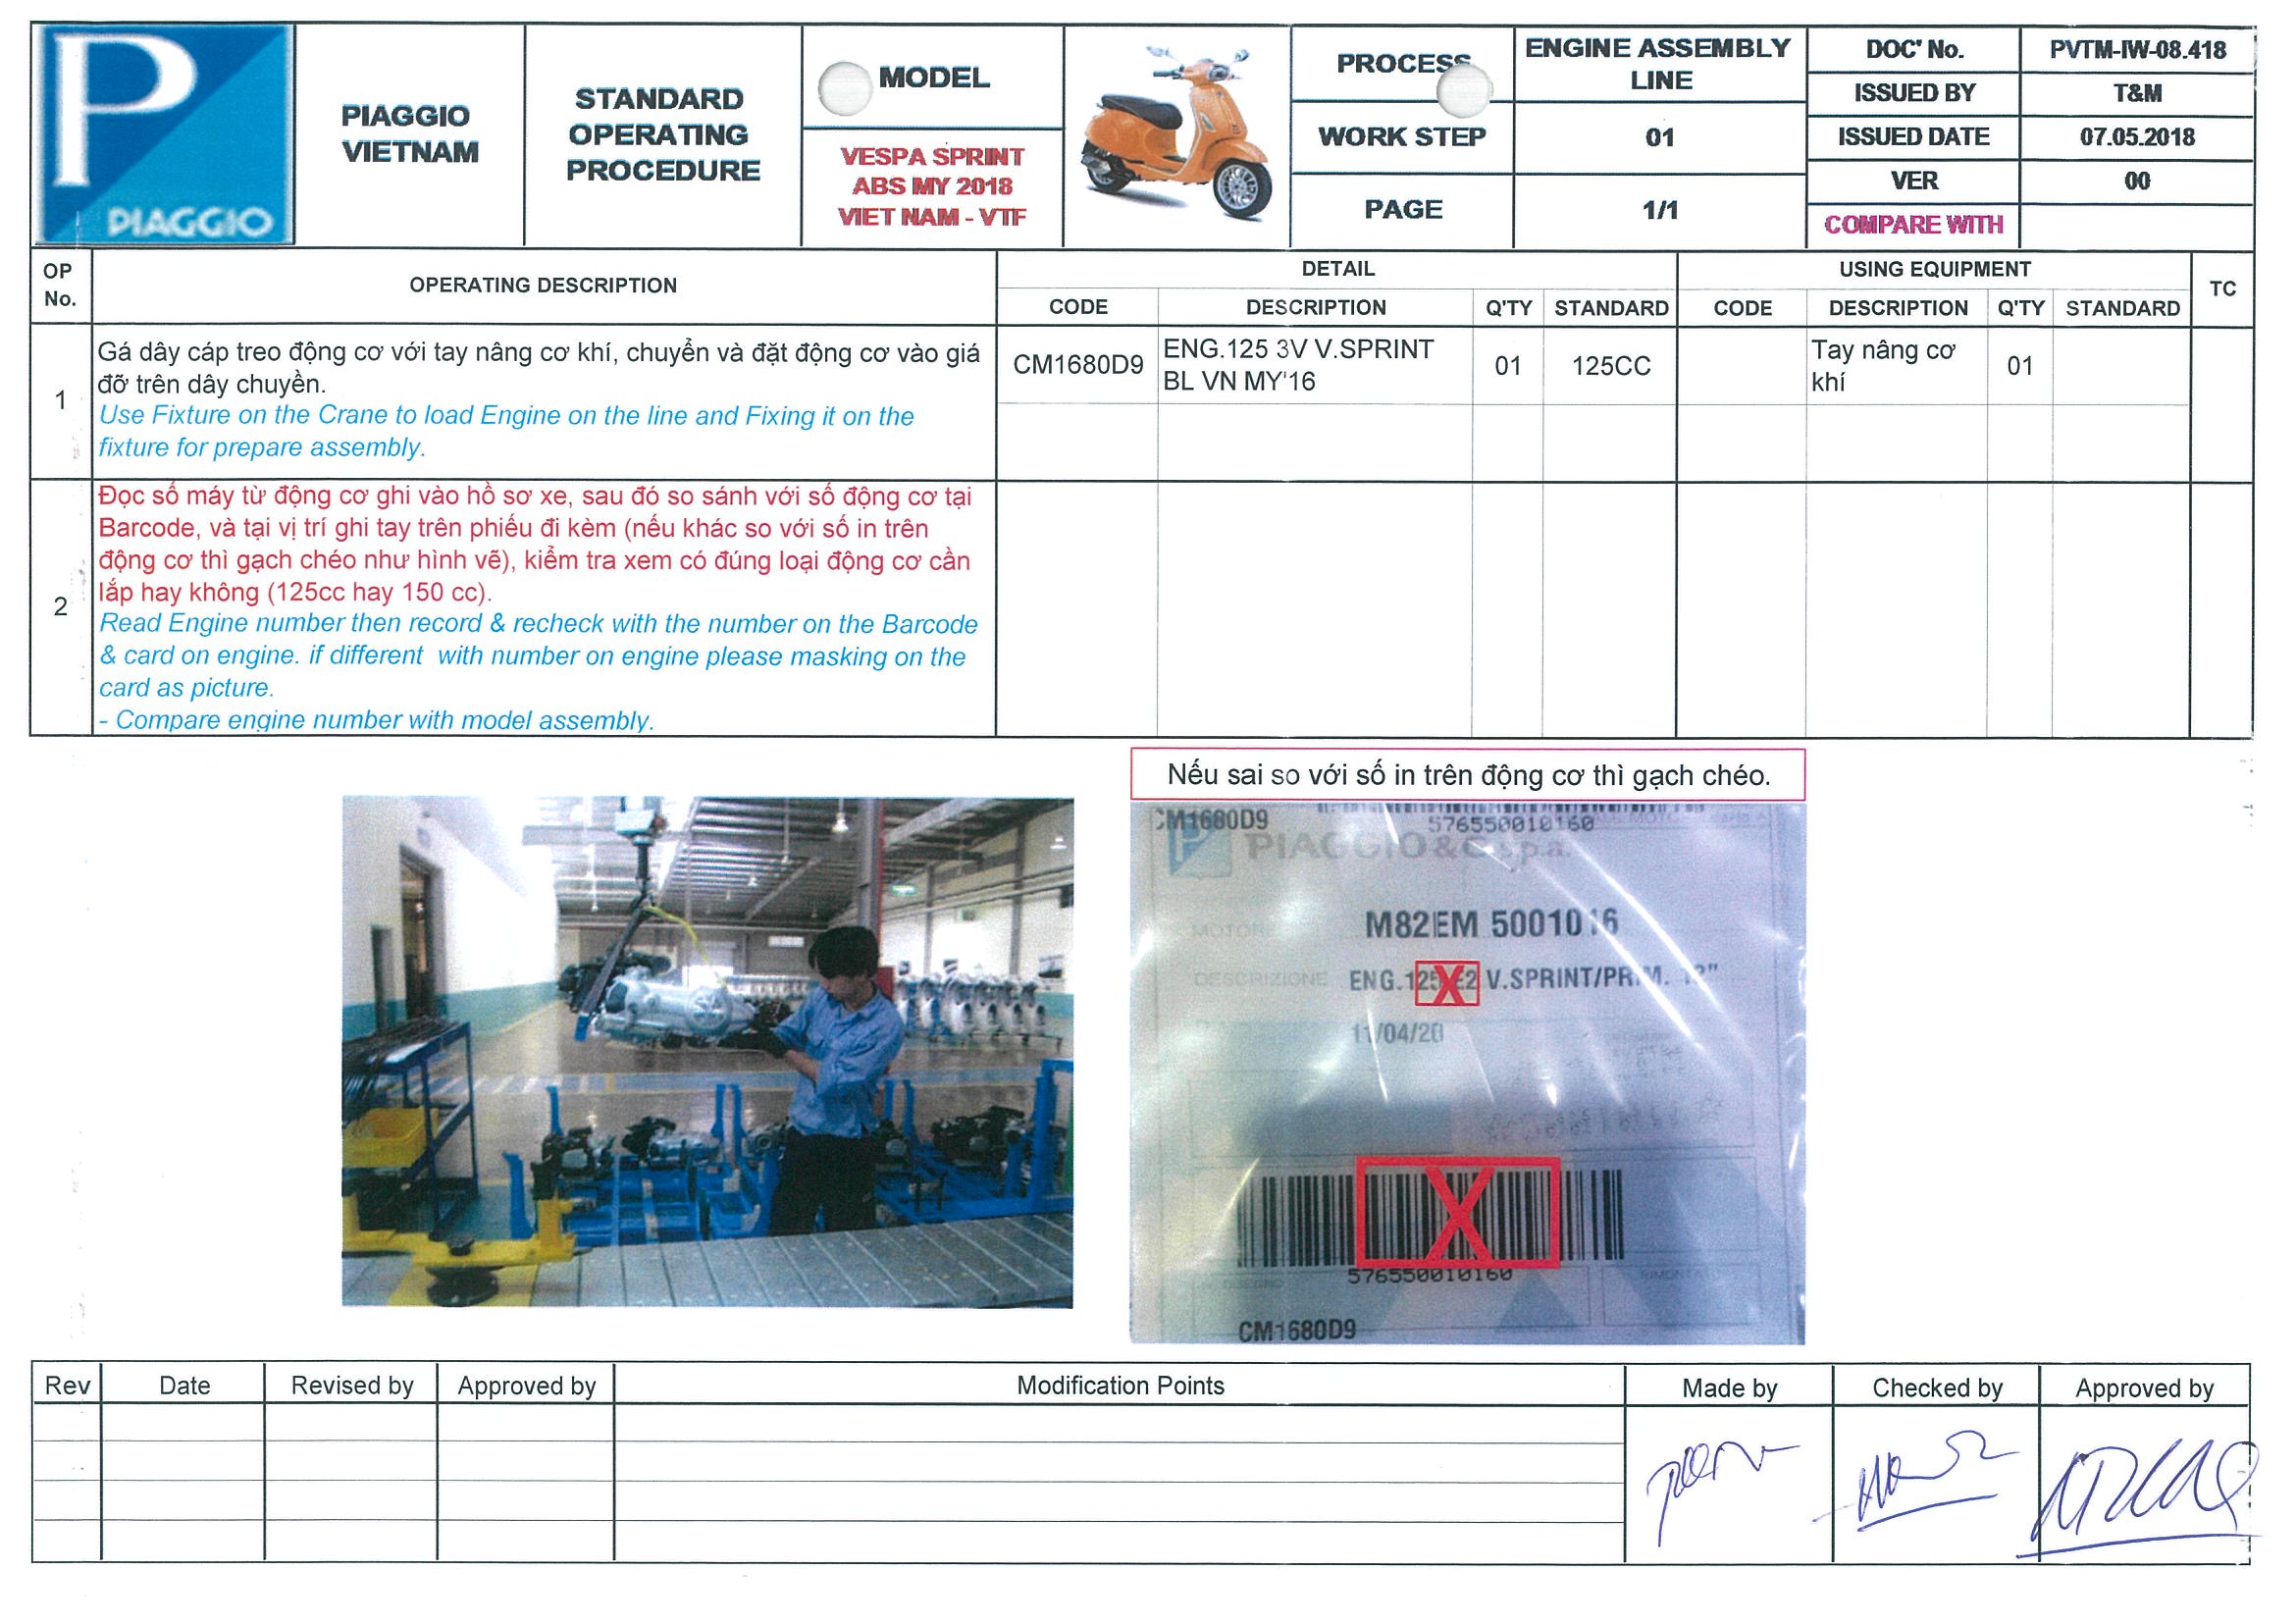 PIAGGIO
PIAGGIO
VIETNAM
STANDARD
OPERATING
PROCEDURE
MODEL
VESPA SPRINT
ABS MY 2018
VIET NAM - VTF
PROCESS
ENGINE ASSEMBLY
LINE
WORK STEP
01
PAGE
1/1
DOC' No.
PVTM-IW-08.418
ISSUED BY
T&M
ISSUED DATE
07.05.2018
VER
00
COMPARE WITH
OP
No.
OPERATING DESCRIPTION
DETAIL
USING EQUIPMENT
TC
CODE
DESCRIPTION
Q'TY
STANDARD
CODE
DESCRIPTION
Q'TY
STANDARD
1
Gá dây cáp treo động cơ với tay nâng cơ khí, chuyển và đặt động cơ vào giá
đỡ trên dây chuyền.
Use Fixture on the Crane to load Engine on the line and Fixing it on the
fixture for prepare assembly.
CM1680D9
ENG.125 3V V.SPRINT
BL VN MY'16
01
125CC
Tay nâng cơ
khí
01
2
Đọc số máy từ động cơ ghi vào hồ sơ xe, sau đó so sánh với số động cơ tại
Barcode, và tại vị trí ghi tay trên phiếu đi kèm (nếu khác so với số in trên
động cơ thì gạch chéo như hình vẽ), kiểm tra xem có đúng loại động cơ cần
lắp hay không (125cc hay 150 cc).
Read Engine number then record & recheck with the number on the Barcode
& card on engine. if different  with number on engine please masking on the
card as picture.
- Compare engine number with model assembly.
Nếu sai so với số in trên động cơ thì gạch chéo.
CM1680D9
576550010160
PIAGGIO & C. s.p.a.
MOTOR
M82EM 5001016
DESCRIZIONE
ENG.125 E2 V.SPRINT/PRIM. 12"
X
11/04/20
X
576550010160
CM1680D9
Rev
Date
Revised by
Approved by
Modification Points
Made by
Checked by
Approved by